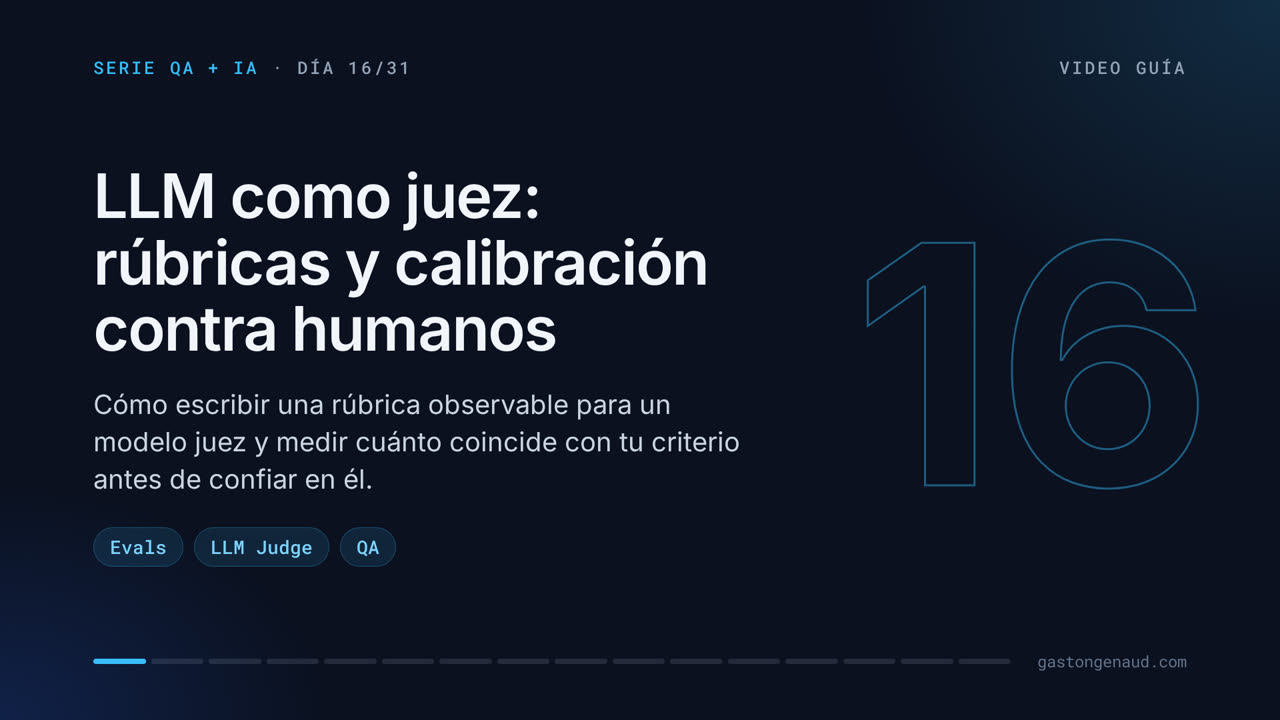 SERIE QA + IA · DÍA 16/31
VIDEO GUÍA
LLM como juez:
rúbricas y calibración
contra humanos
16
Cómo escribir una rúbrica observable para un
modelo juez y medir cuánto coincide con tu criterio
antes de confiar en él.
Evals
LLM Judge
QA
gastongenaud.com